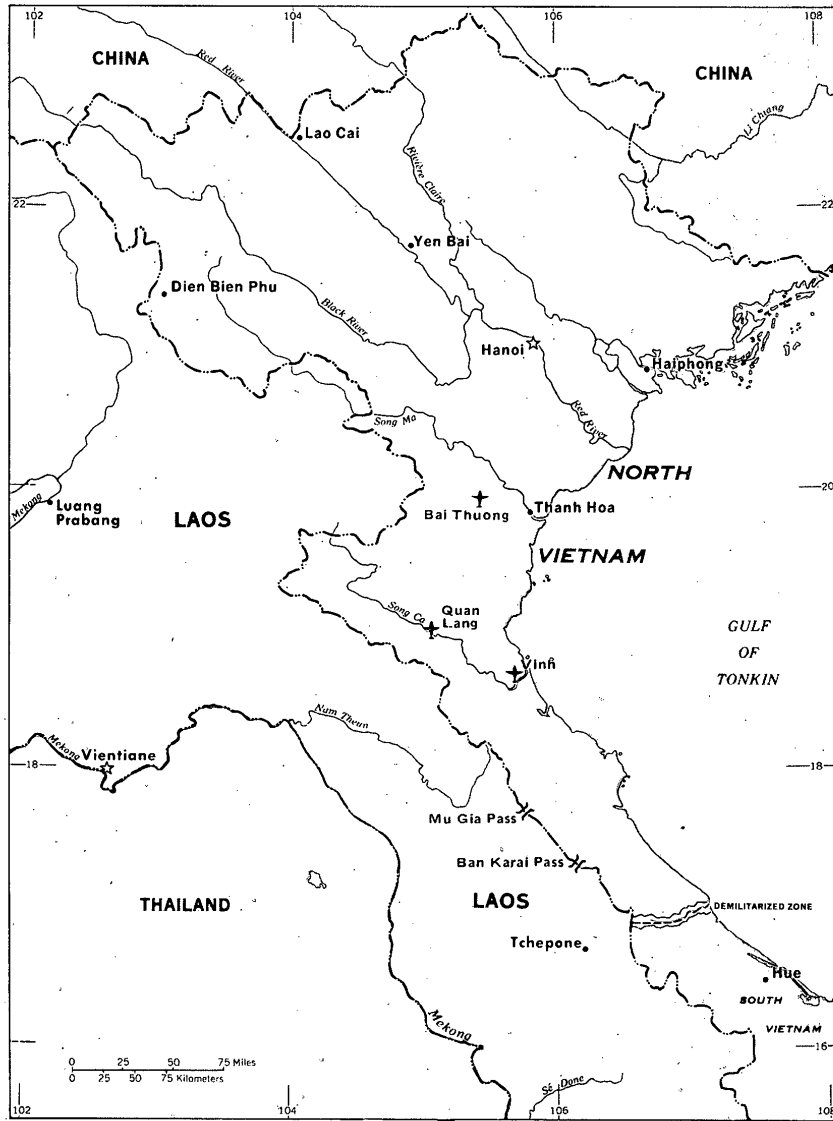 102
104
106
108
CHINA
Red River
CHINA
Lao Cai
Li Chiang
Rivière Claire
22
22
Yen Bai
Dien Bien Phu
Black River
Hanoi
Haiphong
Red River
Song Ma
NORTH
20
Mekong
Luang
Prabang
LAOS
Bai Thuong
Thanh Hoa
VIETNAM
Song Ca
Quan
Lang
GULF
OF
TONKIN
Vinh
Nam Theun
Mekong
Vientiane
18
18
Mu Gia Pass
Ban Karai Pass
THAILAND
LAOS
DEMILITARIZED ZONE
Tchepone
Hue
SOUTH
VIETNAM
Mekong
16
0 25 50 75 Miles
0 25 50 75 Kilometers
Sé Done
102
104
106
108